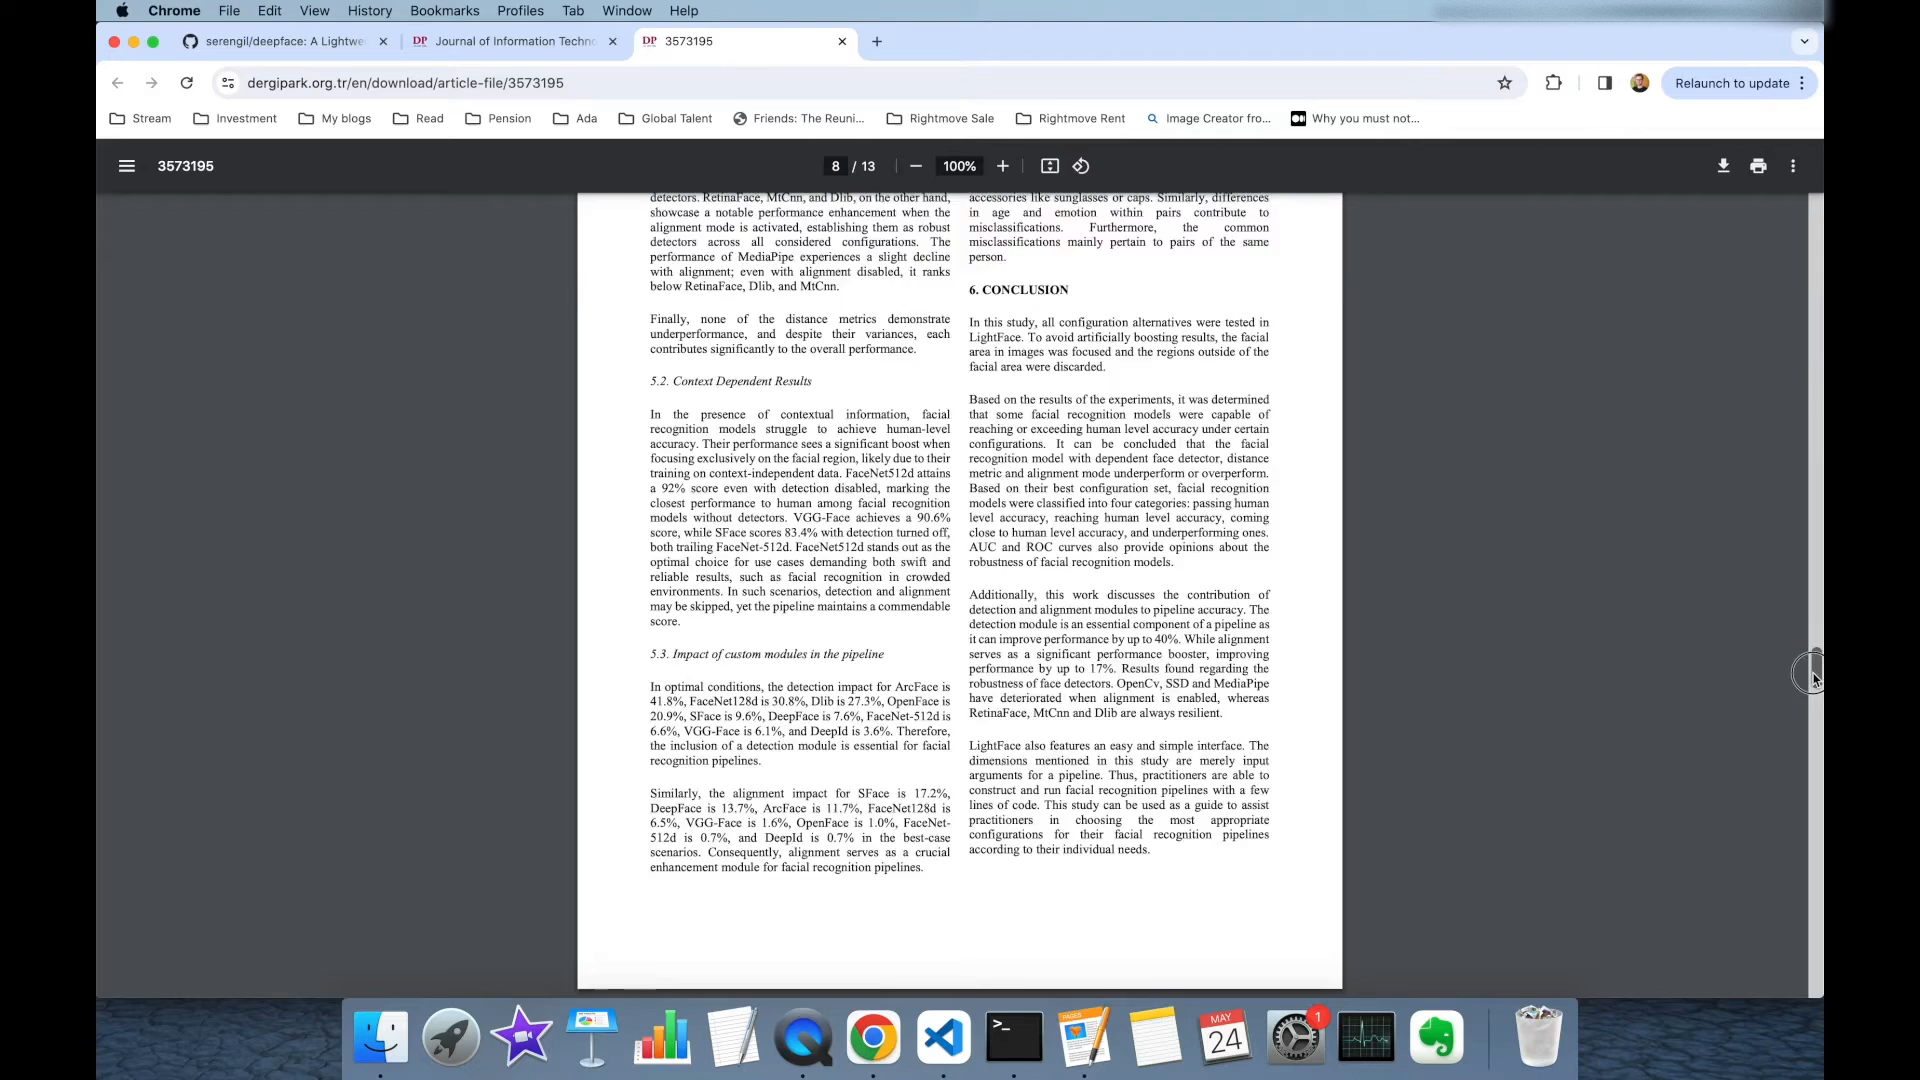 Chrome File Edit View History Bookmarks Profiles Tab Window Help
serengil/deepface: A Lightwe
Journal of Information Techno
DP 3573195
dergipark.org.tr/en/download/article-file/3573195
Relaunch to update
Stream Investment My blogs Read Pension Ada Global Talent Friends: The Reuni... Rightmove Sale Rightmove Rent Image Creator fro... Why you must not...
3573195
8 / 13
100%
detectors. RetinaFace, MtCnn, and Dlib, on the other hand,
showcase a notable performance enhancement when the
alignment mode is activated, establishing them as robust
detectors across all considered configurations. The
performance of MediaPipe experiences a slight decline
with alignment; even with alignment disabled, it ranks
below RetinaFace, Dlib, and MtCnn.
Finally, none of the distance metrics demonstrate
underperformance, and despite their variances, each
contributes significantly to the overall performance.
5.2. Context Dependent Results
In the presence of contextual information, facial
recognition models struggle to achieve human-level
accuracy. Their performance sees a significant boost when
focusing exclusively on the facial region, likely due to their
training on context-independent data. FaceNet512d attains
a 92% score even with detection disabled, marking the
closest performance to human among facial recognition
models without detectors. VGG-Face achieves a 90.6%
score, while SFace scores 83.4% with detection turned off,
both trailing FaceNet-512d. FaceNet512d stands out as the
optimal choice for use cases demanding both swift and
reliable results, such as facial recognition in crowded
environments. In such scenarios, detection and alignment
may be skipped, yet the pipeline maintains a commendable
score.
5.3. Impact of custom modules in the pipeline
In optimal conditions, the detection impact for ArcFace is
41.8%, FaceNet128d is 30.8%, Dlib is 27.3%, OpenFace is
20.9%, SFace is 9.6%, DeepFace is 7.6%, FaceNet-512d is
6.6%, VGG-Face is 6.1%, and DeepId is 3.6%. Therefore,
the inclusion of a detection module is essential for facial
recognition pipelines.
Similarly, the alignment impact for SFace is 17.2%,
DeepFace is 13.7%, ArcFace is 11.7%, FaceNet128d is
6.5%, VGG-Face is 1.6%, OpenFace is 1.0%, FaceNet-
512d is 0.7%, and DeepId is 0.7% in the best-case
scenarios. Consequently, alignment serves as a crucial
enhancement module for facial recognition pipelines.
accessories like sunglasses or caps. Similarly, differences
in age and emotion within pairs contribute to
misclassifications. Furthermore, the common
misclassifications mainly pertain to pairs of the same
person.
6. CONCLUSION
In this study, all configuration alternatives were tested in
LightFace. To avoid artificially boosting results, the facial
area in images was focused and the regions outside of the
facial area were discarded.
Based on the results of the experiments, it was determined
that some facial recognition models were capable of
reaching or exceeding human level accuracy under certain
configurations. It can be concluded that the facial
recognition model with dependent face detector, distance
metric and alignment mode underperform or overperform.
Based on their best configuration set, facial recognition
models were classified into four categories: passing human
level accuracy, reaching human level accuracy, coming
close to human level accuracy, and underperforming ones.
AUC and ROC curves also provide opinions about the
robustness of facial recognition models.
Additionally, this work discusses the contribution of
detection and alignment modules to pipeline accuracy. The
detection module is an essential component of a pipeline as
it can improve performance by up to 40%. While alignment
serves as a significant performance booster, improving
performance by up to 17%. Results found regarding the
robustness of face detectors. OpenCv, SSD and MediaPipe
have deteriorated when alignment is enabled, whereas
RetinaFace, MtCnn and Dlib are always resilient.
LightFace also features an easy and simple interface. The
dimensions mentioned in this study are merely input
arguments for a pipeline. Thus, practitioners are able to
construct and run facial recognition pipelines with a few
lines of code. This study can be used as a guide to assist
practitioners in choosing the most appropriate
configurations for their facial recognition pipelines
according to their individual needs.
PAGES
MAY
24
1